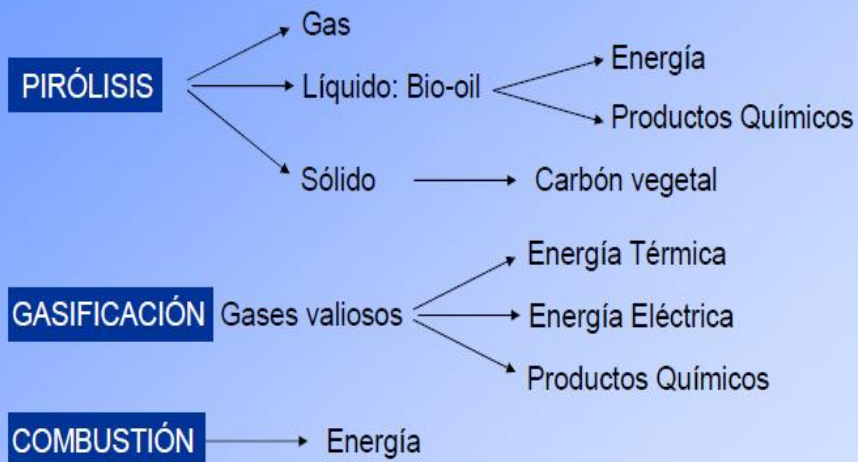 PIRÓLISIS
Gas
Líquido: Bio-oil
Energía
Productos Químicos
Sólido
Carbón vegetal
GASIFICACIÓN
Gases valiosos
Energía Térmica
Energía Eléctrica
Productos Químicos
COMBUSTIÓN
Energía